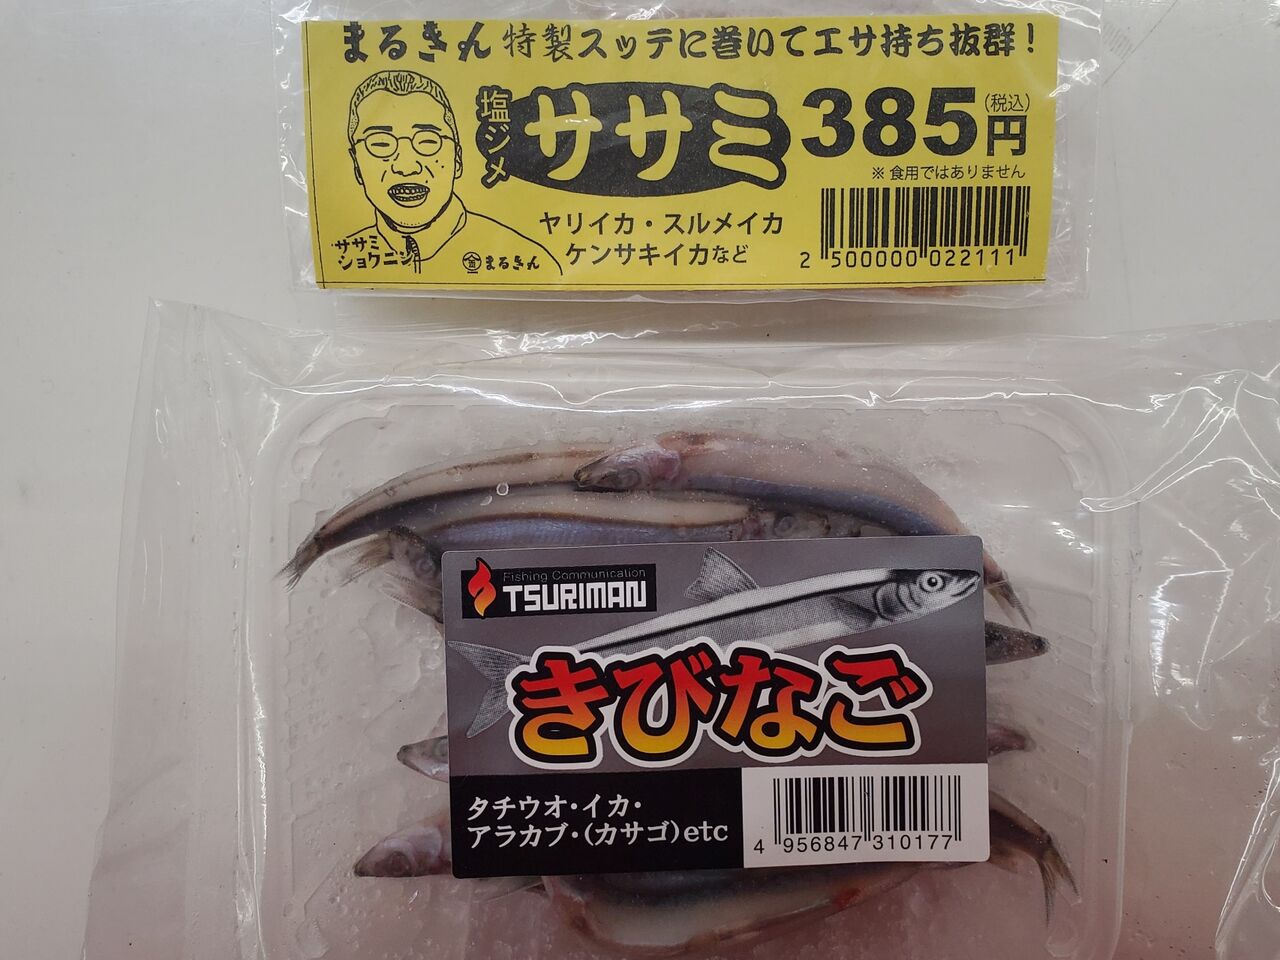 まるきん 特製スッテに巻いてエサ持ち抜群！
塩ジメ
ササミ
385円
(税込)
※ 食用ではありません
ヤリイカ・スルメイカ
ケンサキイカなど
ササミ
ショクニン
金 まるきん
2 500000 022111
Fishing Communication
TSURIMAN
きびなご
タチウオ・イカ・
アラカブ・(カサゴ)etc
4 956847 310177